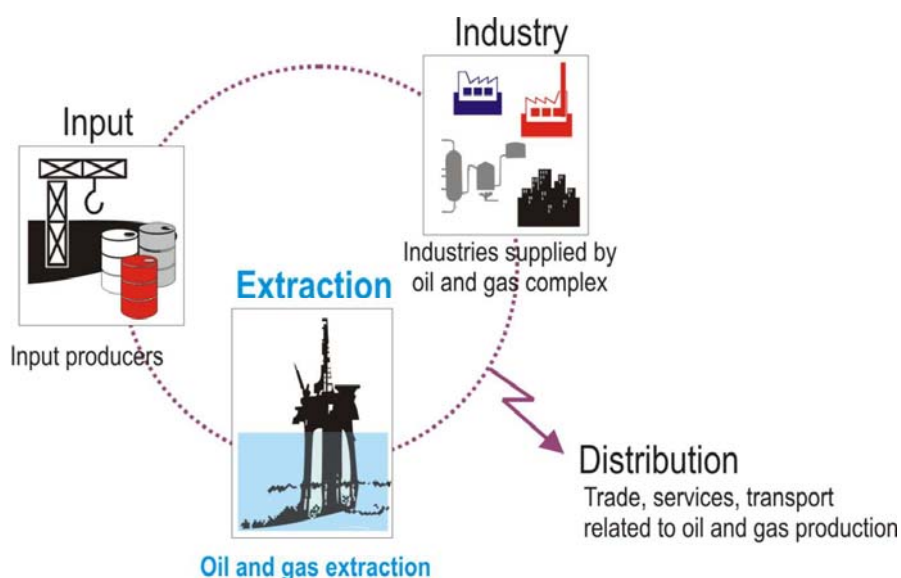 Industry
Input
Industries supplied by
oil and gas complex
Extraction
Input producers
Distribution
Trade, services, transport
related to oil and gas production
Oil and gas extraction